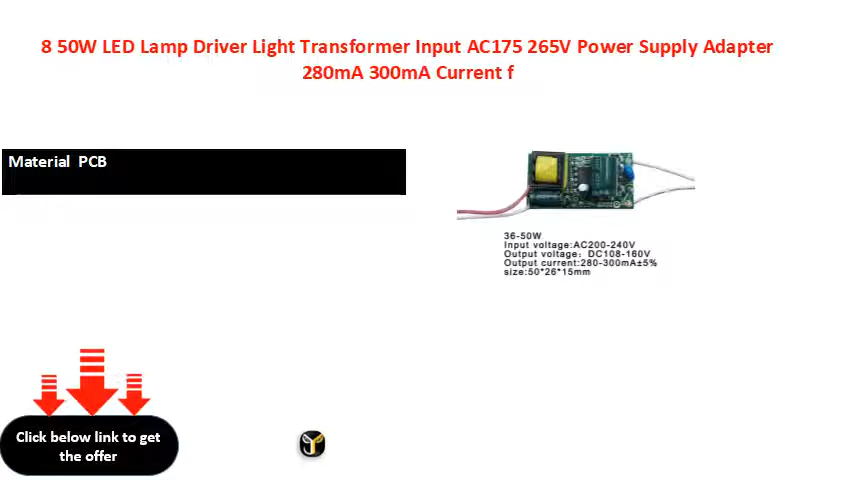 8 50W LED Lamp Driver Light Transformer Input AC175 265V Power Supply Adapter
280mA 300mA Current f
Material PCB
36-50W
Input voltage:AC200-240V
Output voltage: DC108-160V
Output current:280-300mA±5%
size:50*26*15mm
Click below link to get
the offer